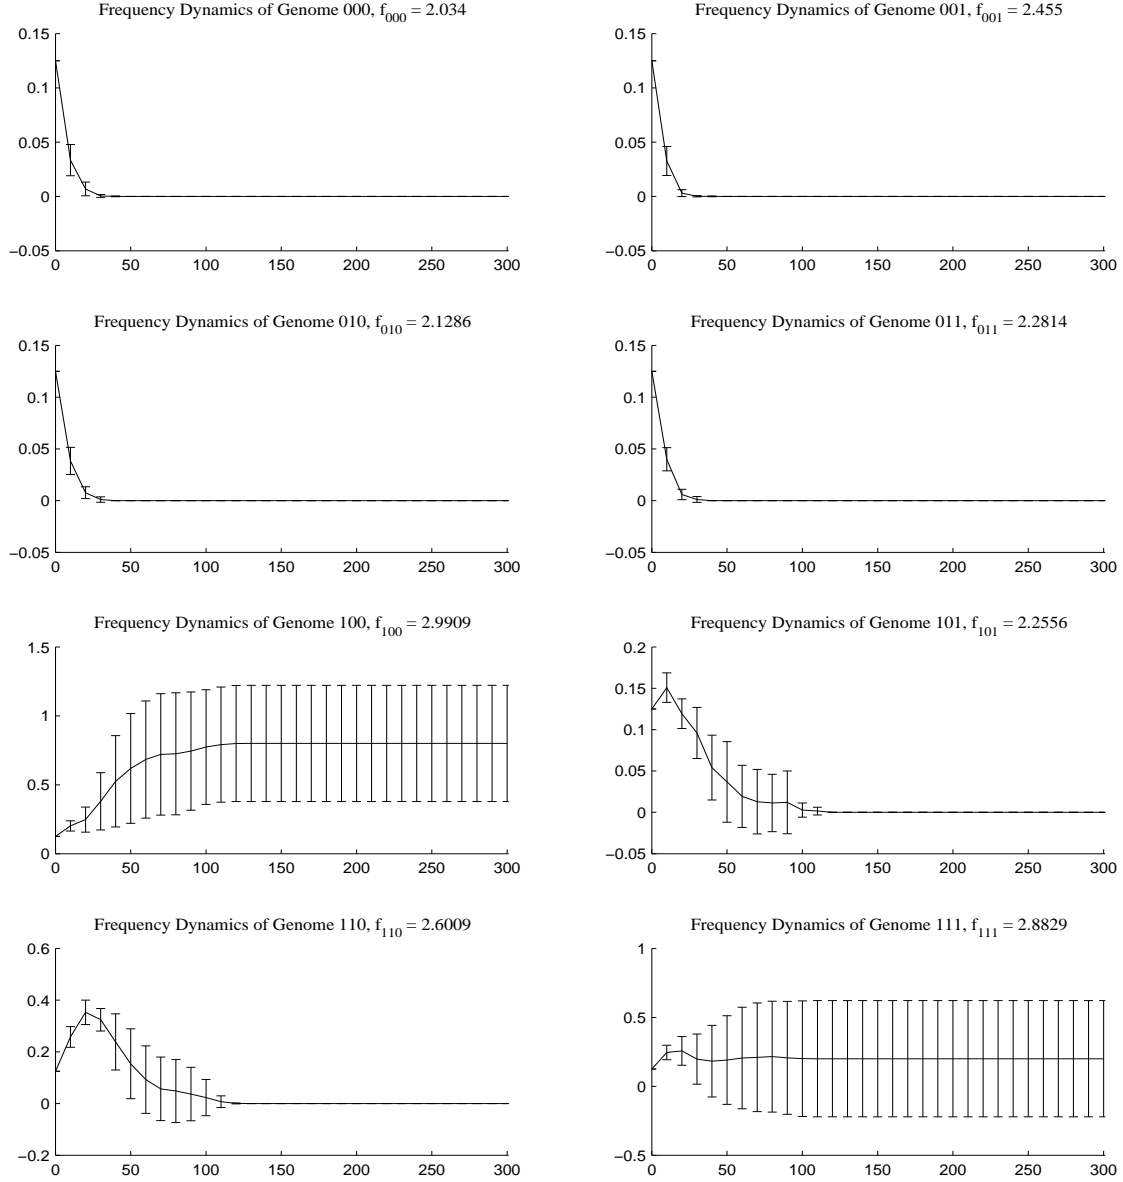 Frequency Dynamics of Genome 000, f000 = 2.034
0.15
0.1
0.05
0
−0.05
0 50 100 150 200 250 300
Frequency Dynamics of Genome 001, f001 = 2.455
0.15
0.1
0.05
0
−0.05
0 50 100 150 200 250 300
Frequency Dynamics of Genome 010, f010 = 2.1286
0.15
0.1
0.05
0
−0.05
0 50 100 150 200 250 300
Frequency Dynamics of Genome 011, f011 = 2.2814
0.15
0.1
0.05
0
−0.05
0 50 100 150 200 250 300
Frequency Dynamics of Genome 100, f100 = 2.9909
1.5
1
0.5
0
0 50 100 150 200 250 300
Frequency Dynamics of Genome 101, f101 = 2.2556
0.2
0.15
0.1
0.05
0
−0.05
0 50 100 150 200 250 300
Frequency Dynamics of Genome 110, f110 = 2.6009
0.6
0.4
0.2
0
−0.2
0 50 100 150 200 250 300
Frequency Dynamics of Genome 111, f111 = 2.8829
1
0.5
0
−0.5
0 50 100 150 200 250 300